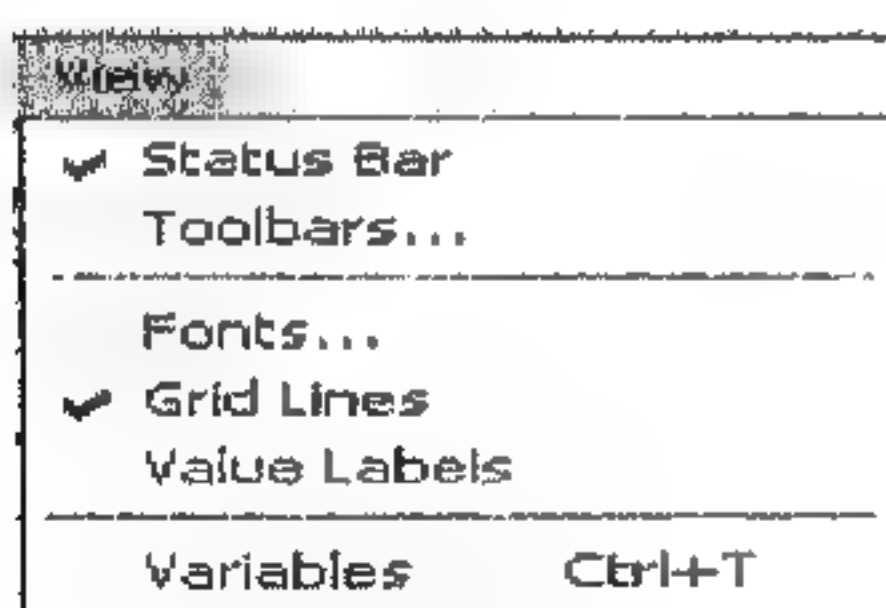 View
Status Bar
Toolbars...
Fonts...
Grid Lines
Value Labels
Variables Ctrl+T